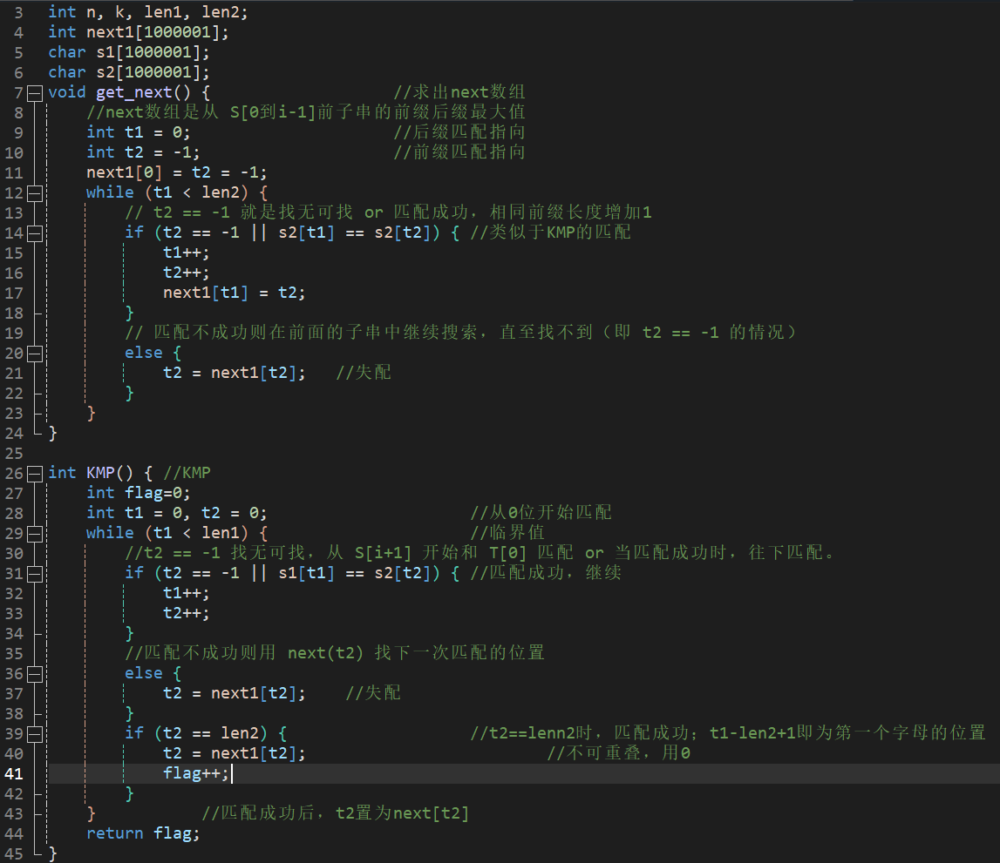 3 int n, k, len1, len2;
4 int next1[1000001];
5 char s1[1000001];
6 char s2[1000001];
7 void get_next() { //求出next数组
8 //next数组是从 S[0到i-1]前子串的前缀后缀最大值
9 int t1 = 0; //后缀匹配指向
10 int t2 = -1; //前缀匹配指向
11 next1[0] = t2 = -1;
12 while (t1 < len2) {
13 // t2 == -1 就是找无可找 or 匹配成功，相同前缀长度增加1
14 if (t2 == -1 || s2[t1] == s2[t2]) { //类似于KMP的匹配
15 t1++;
16 t2++;
17 next1[t1] = t2;
18 }
19 // 匹配不成功则在前面的子串中继续搜索，直至找不到（即 t2 == -1 的情况）
20 else {
21 t2 = next1[t2]; //失配
22 }
23 }
24 }
25
26 int KMP() { //KMP
27 int flag=0;
28 int t1 = 0, t2 = 0; //从0位开始匹配
29 while (t1 < len1) { //临界值
30 //t2 == -1 找无可找，从 S[i+1] 开始和 T[0] 匹配 or 当匹配成功时，往下匹配。
31 if (t2 == -1 || s1[t1] == s2[t2]) { //匹配成功，继续
32 t1++;
33 t2++;
34 }
35 //匹配不成功则用 next(t2) 找下一次匹配的位置
36 else {
37 t2 = next1[t2]; //失配
38 }
39 if (t2 == len2) { //t2==lenn2时，匹配成功；t1-len2+1即为第一个字母的位置
40 t2 = next1[t2]; //不可重叠，用0
41 flag++;
42 }
43 } //匹配成功后，t2置为next[t2]
44 return flag;
45 }